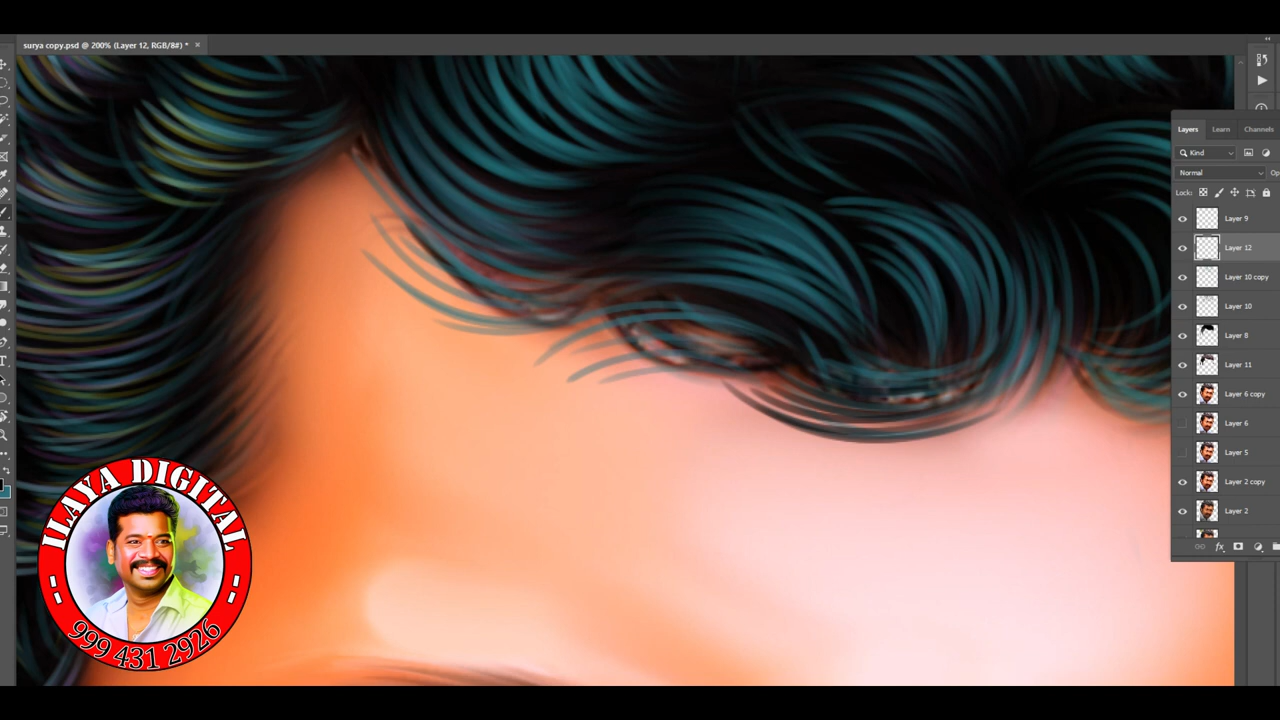 surya copy.psd @ 200% (Layer 12, RGB/8#) *
Layers Learn Channels
Kind
Normal
Lock:
Layer 9
Layer 12
Layer 10 copy
Layer 10
Layer 8
Layer 11
Layer 6 copy
Layer 6
Layer 5
Layer 2 copy
Layer 2
fx
ILAYA DIGITAL
999 431 2926